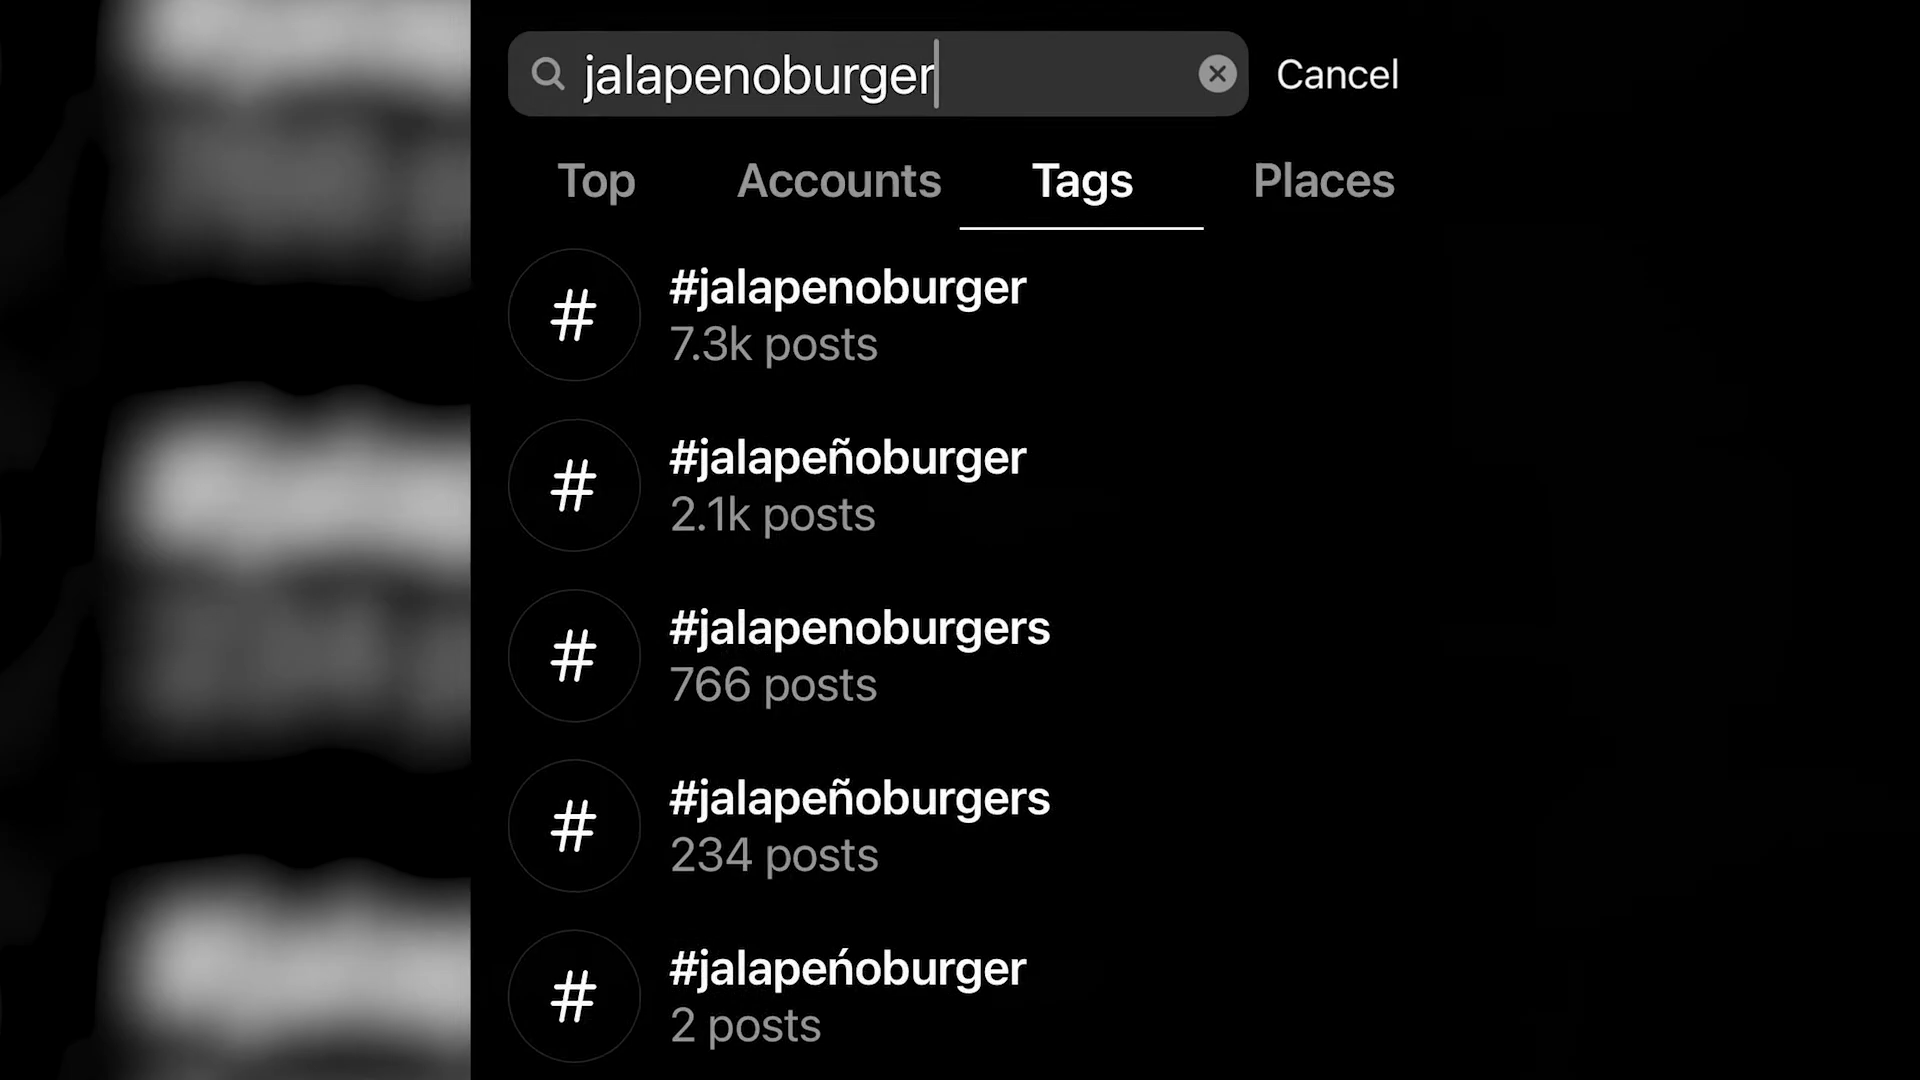 jalapenoburger
Cancel
Top Accounts Tags Places
# #jalapenoburger
7.3k posts
# #jalapeñoburger
2.1k posts
# #jalapenoburgers
766 posts
# #jalapeñoburgers
234 posts
# #jalapeńoburger
2 posts